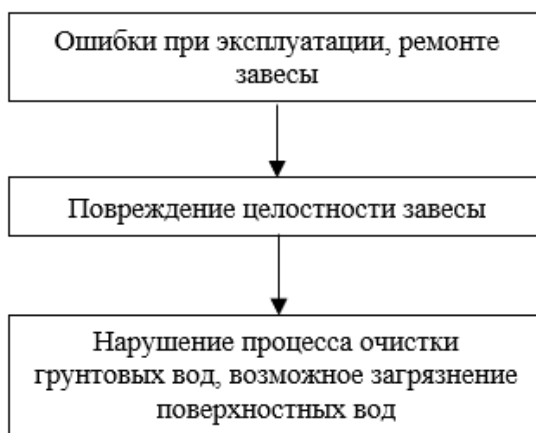 Ошибки при эксплуатации, ремонте
завесы
Повреждение целостности завесы
Нарушение процесса очистки
грунтовых вод, возможное загрязнение
поверхностных вод